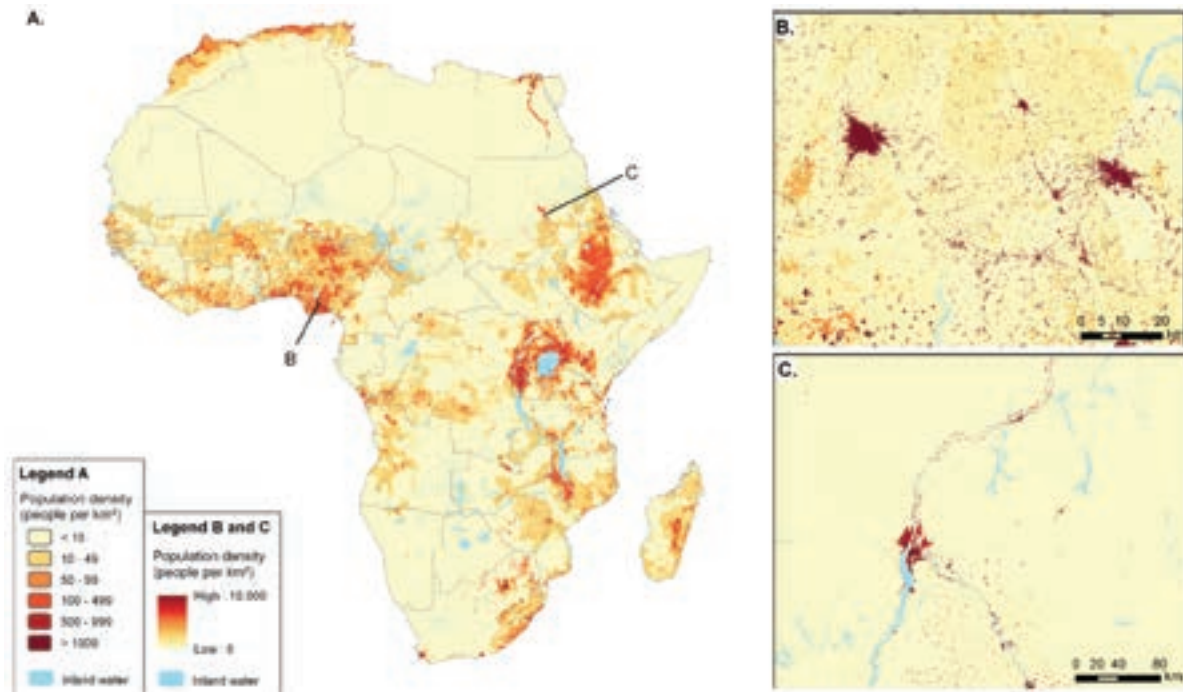 A.
C
B
Legend A
Population density
(people per km²)
< 10
10 - 49
50 - 99
100 - 499
500 - 999
> 1000
Inland water
Legend B and C
Population density
(people per km²)
High : 10,000
Low : 0
Inland water
B.
0 5 10 20
km
C.
0 20 40 80
km